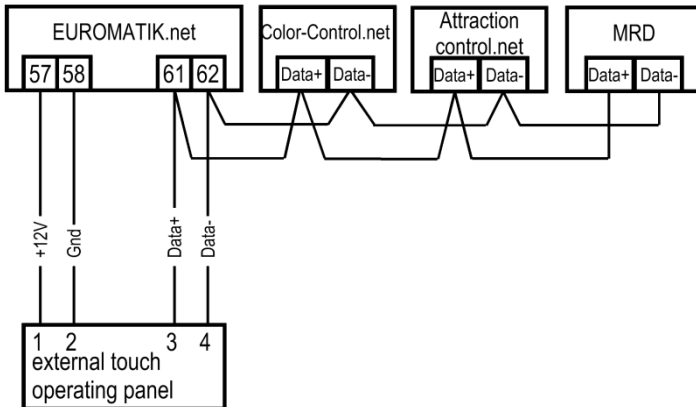 EUROMATIK.net
57 58 61 62
Color-Control.net
Data+ Data-
Attraction
control.net
Data+ Data-
MRD
Data+ Data-
+12V
Gnd
Data+
Data-
1 2 3 4
external touch
operating panel